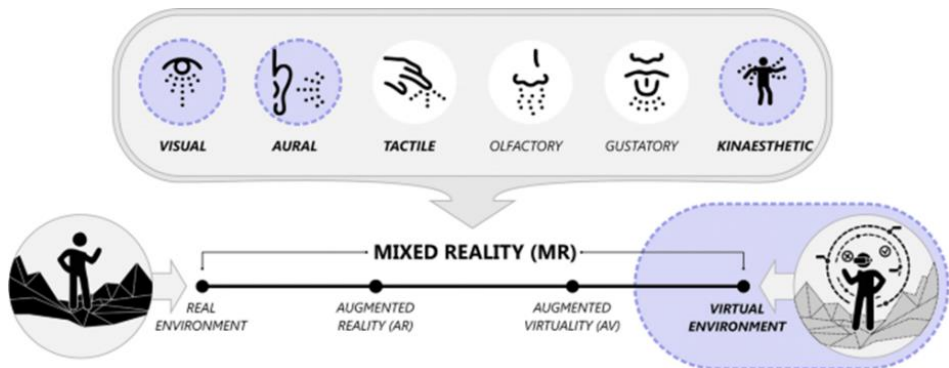 VISUAL
AURAL
TACTILE
OLFACTORY
GUSTATORY
KINAESTHETIC
MIXED REALITY (MR)
REAL
ENVIRONMENT
AUGMENTED
REALITY (AR)
AUGMENTED
VIRTUALITY (AV)
VIRTUAL
ENVIRONMENT